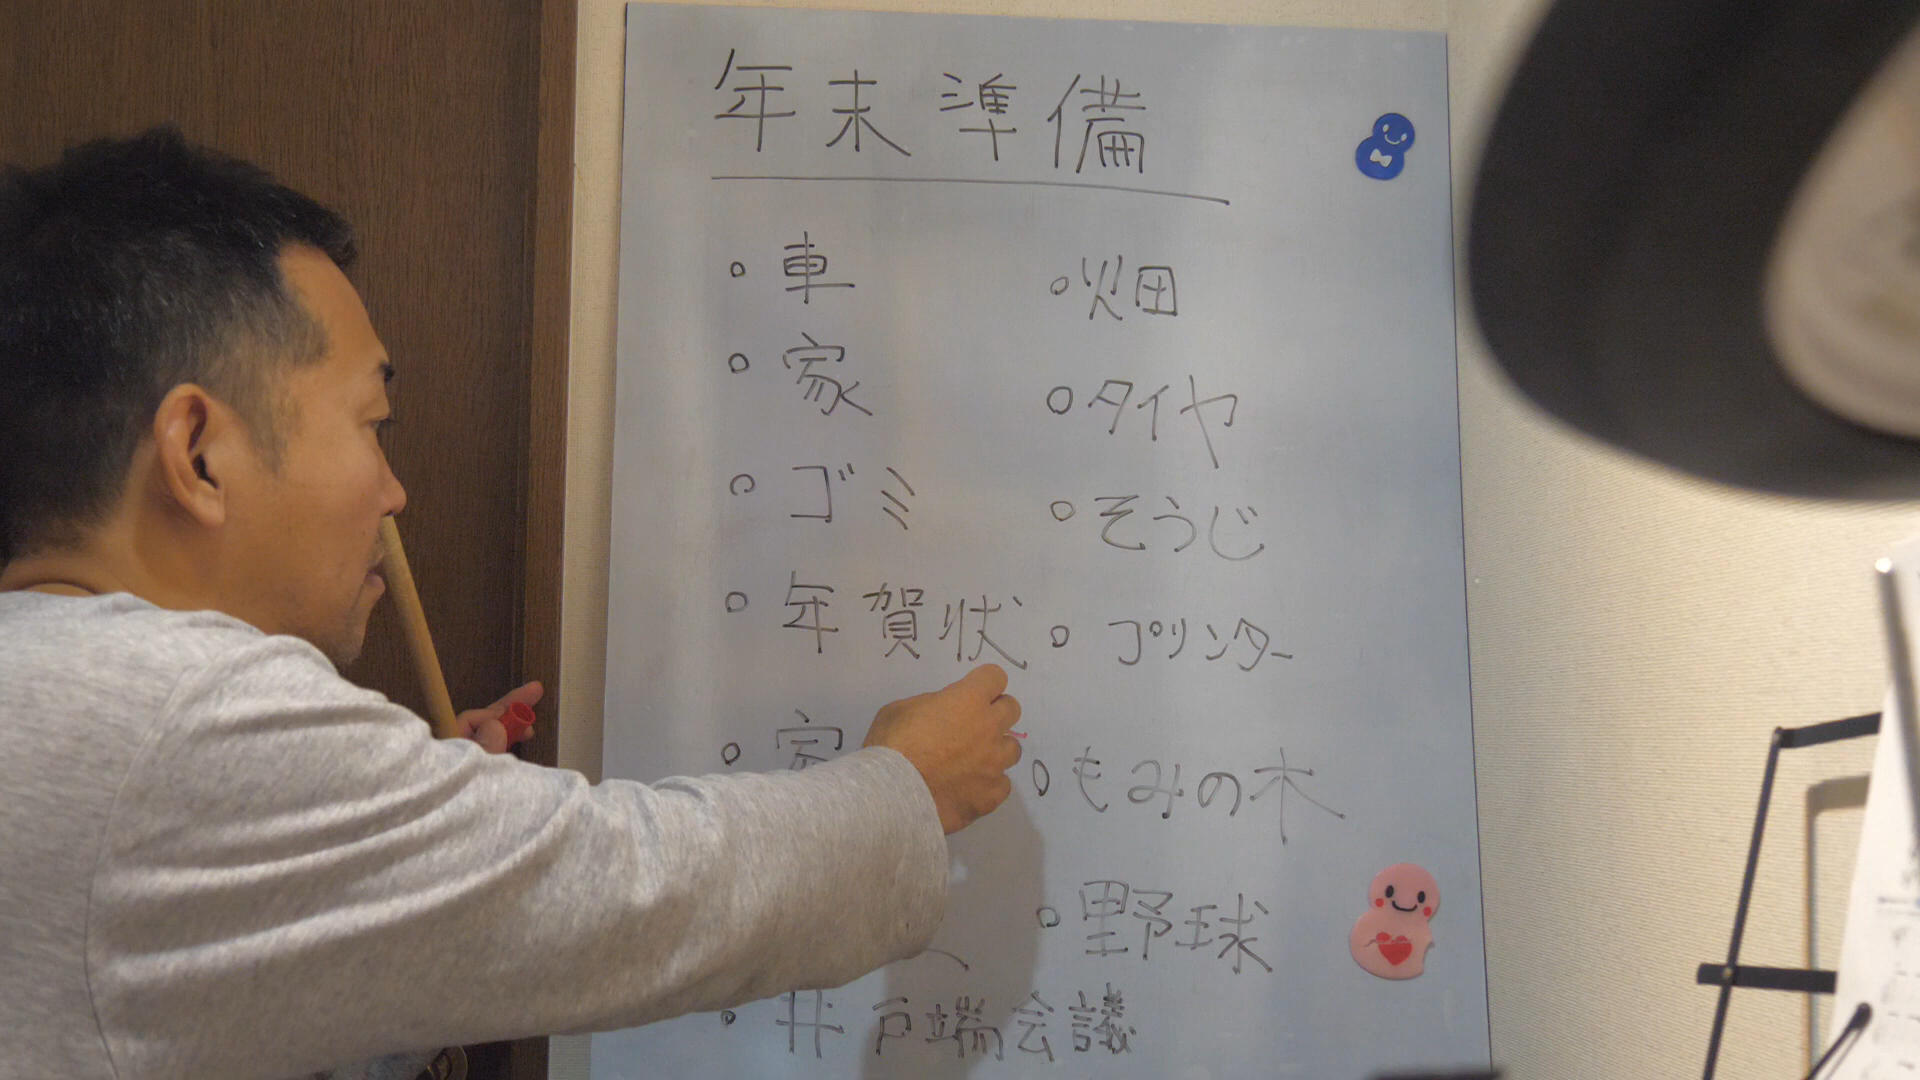 年末準備
• 車
• 家
• ゴミ
• 年賀状
• 家
• 井戸端会議
• 畑
• タイヤ
• そうじ
• プリンター
• もみの木
• 野球